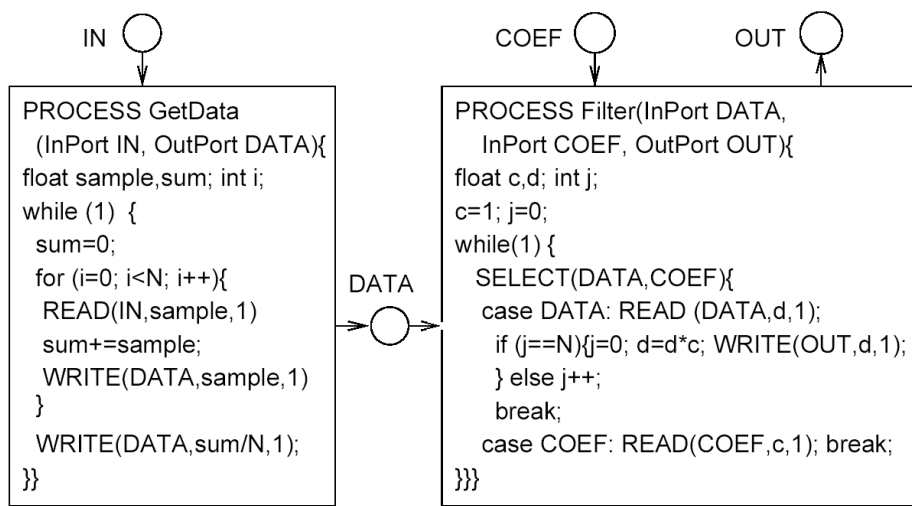 IN
COEF
OUT
PROCESS GetData
(InPort IN, OutPort DATA){
float sample,sum; int i;
while (1) {
sum=0;
for (i=0; i<N; i++){
READ(IN,sample,1)
sum+=sample;
WRITE(DATA,sample,1)
}
WRITE(DATA,sum/N,1);
}}
DATA
PROCESS Filter(InPort DATA,
InPort COEF, OutPort OUT){
float c,d; int j;
c=1; j=0;
while(1) {
SELECT(DATA,COEF){
case DATA: READ (DATA,d,1);
if (j==N){j=0; d=d*c; WRITE(OUT,d,1);
} else j++;
break;
case COEF: READ(COEF,c,1); break;
}}}